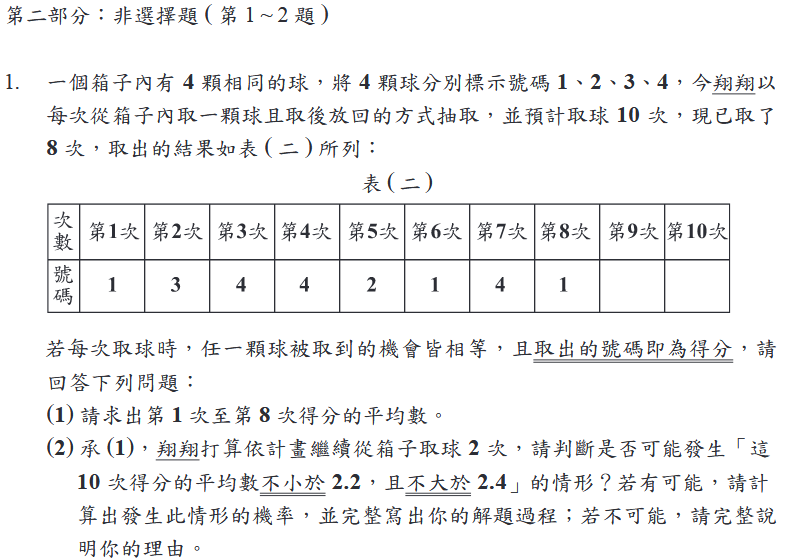 第二部分：非選擇題 ( 第 1 ~ 2 題 )
1. 一個箱子內有 4 顆相同的球，將 4 顆球分別標示號碼 1、2、3、4，今翔翔以
每次從箱子內取一顆球且取後放回的方式抽取，並預計取球 10 次，現已取了
8 次，取出的結果如表 ( 二 ) 所列：
表 ( 二 )
次數 第1次 第2次 第3次 第4次 第5次 第6次 第7次 第8次 第9次 第10次
號碼 1 3 4 4 2 1 4 1
若每次取球時，任一顆球被取到的機會皆相等，且取出的號碼即為得分，請
回答下列問題：
(1) 請求出第 1 次至第 8 次得分的平均數。
(2) 承 (1)，翔翔打算依計畫繼續從箱子取球 2 次，請判斷是否可能發生「這
10 次得分的平均數不小於 2.2，且不大於 2.4」的情形？若有可能，請計
算出發生此情形的機率，並完整寫出你的解題過程；若不可能，請完整說
明你的理由。